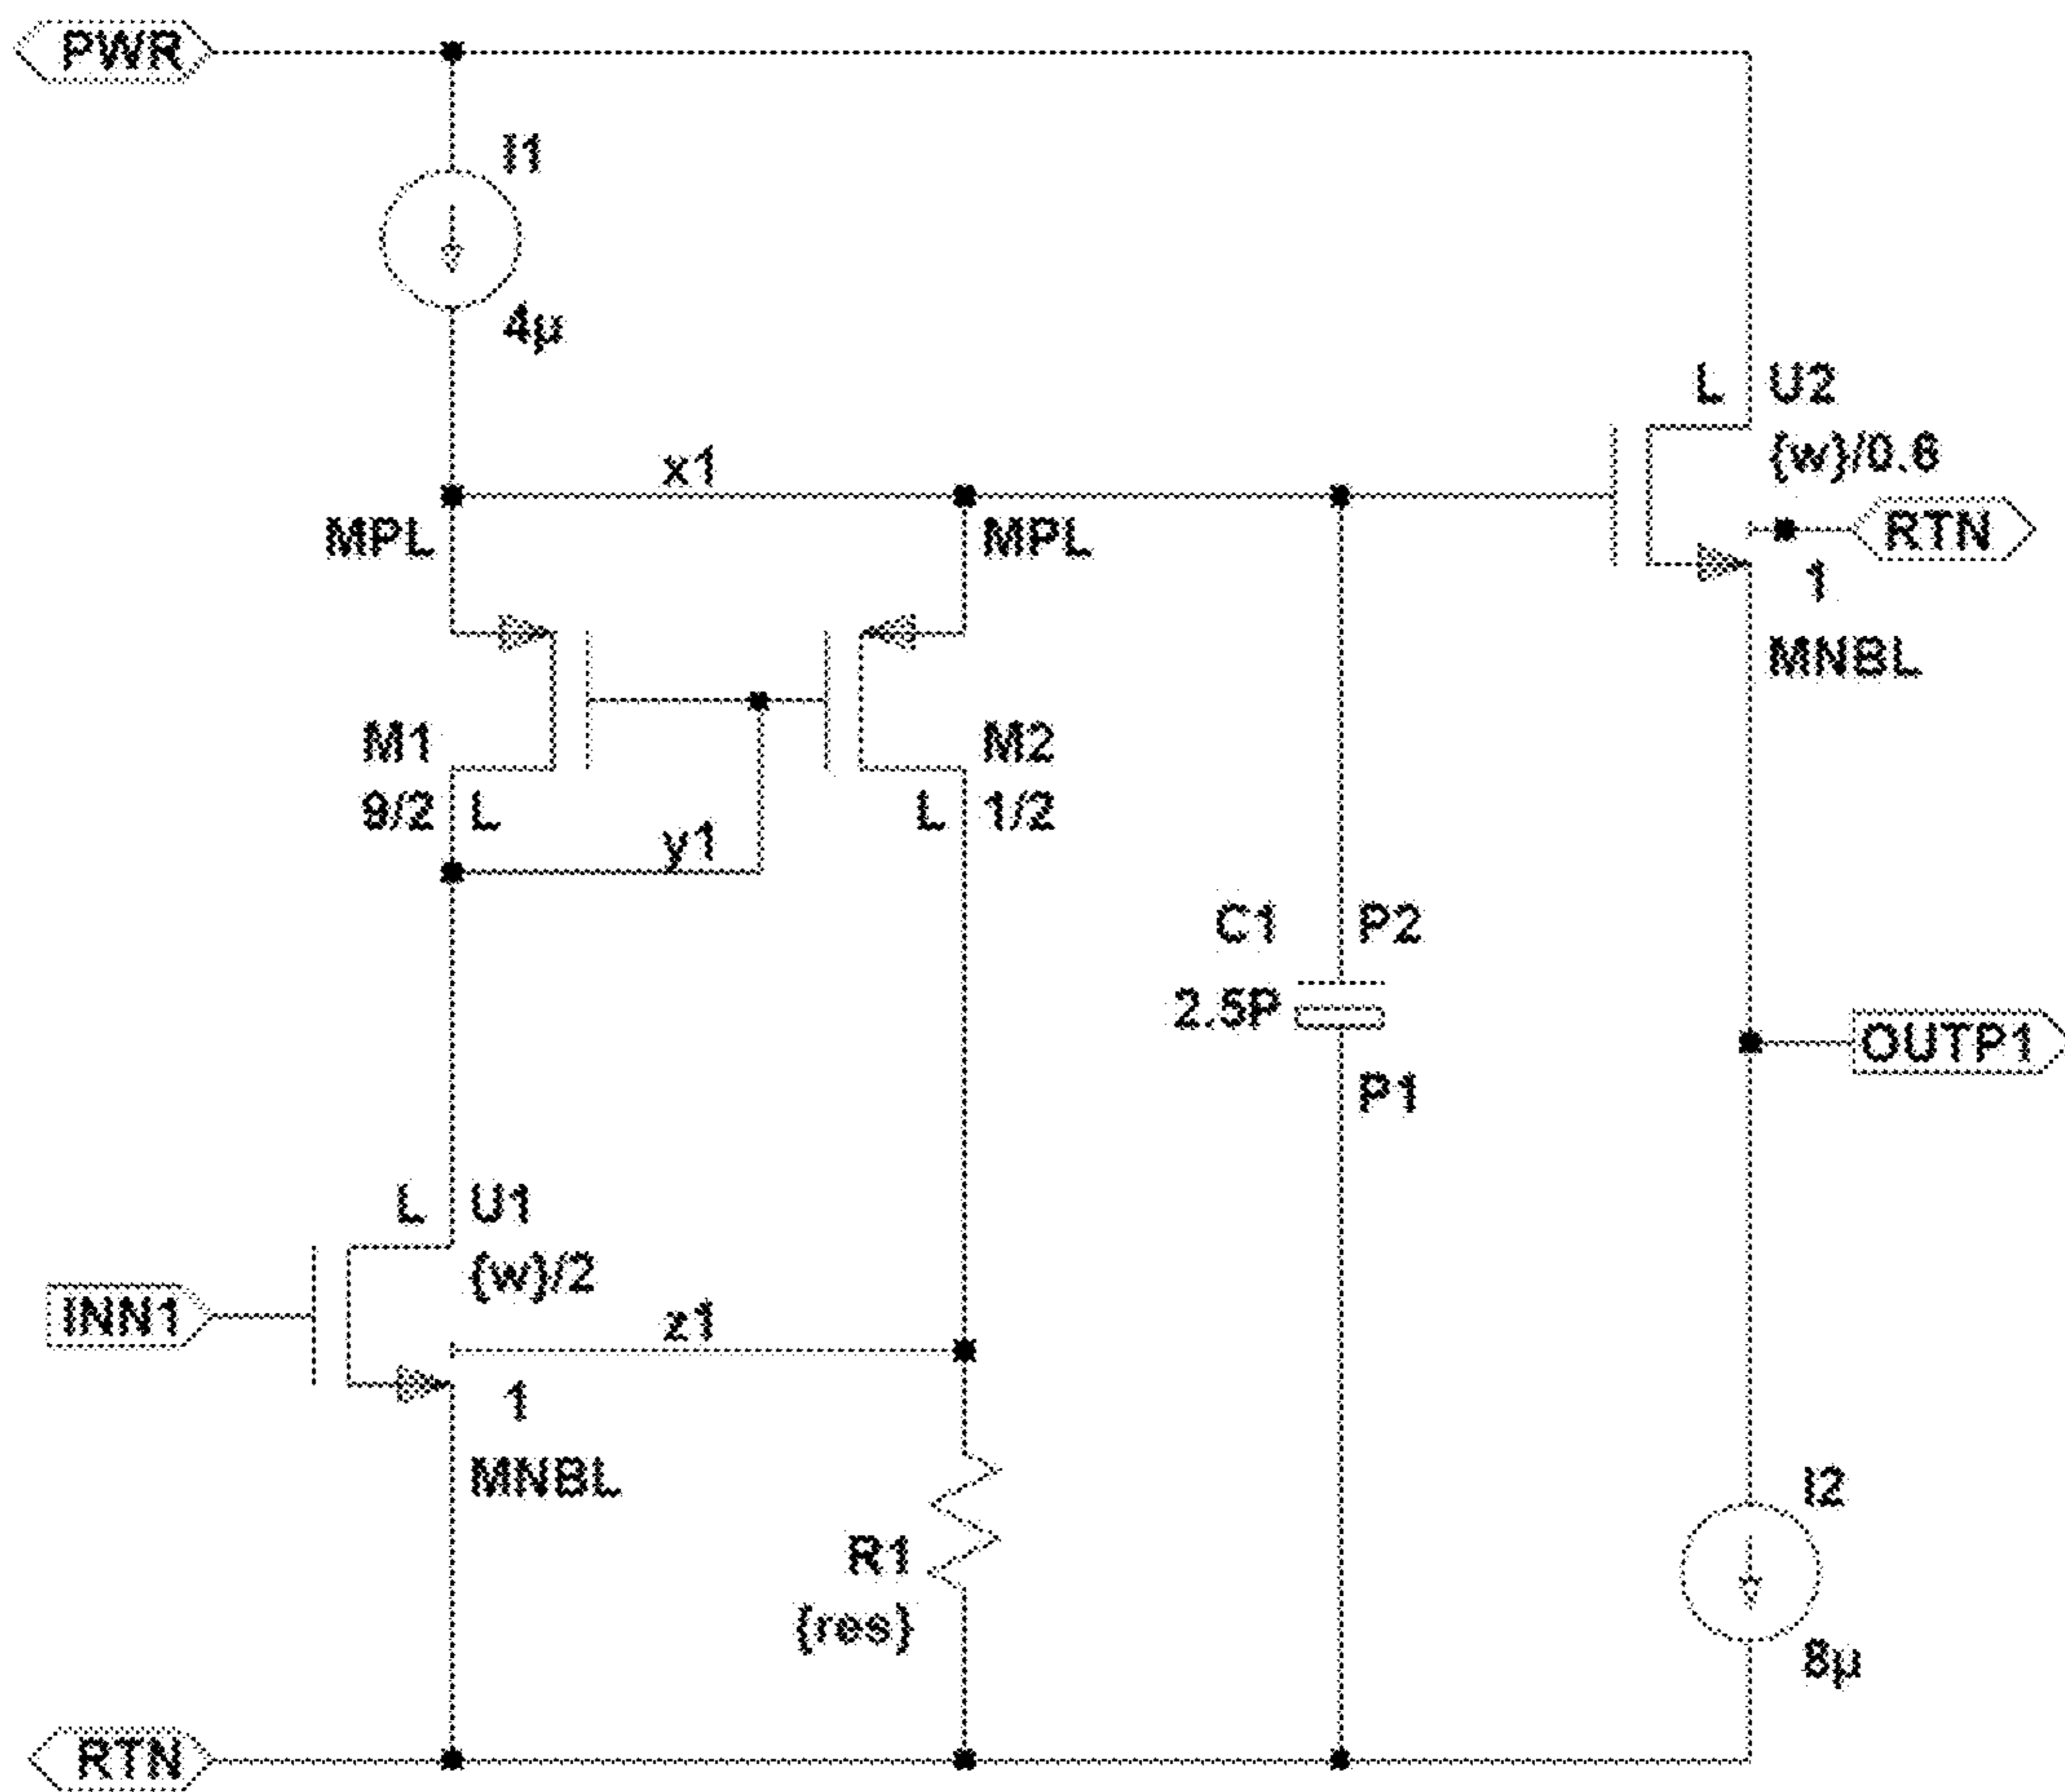 PWR
I1
4µ
L U2
{w}/0.6
x1
MPL
MPL
RTN
1
MNBL
M1
9/2 L
M2
L 1/2
y1
C1 P2
2.5P
P1
OUTP1
L U1
{w}/2
INN1
z1
1
MNBL
R1
{res}
I2
8µ
RTN